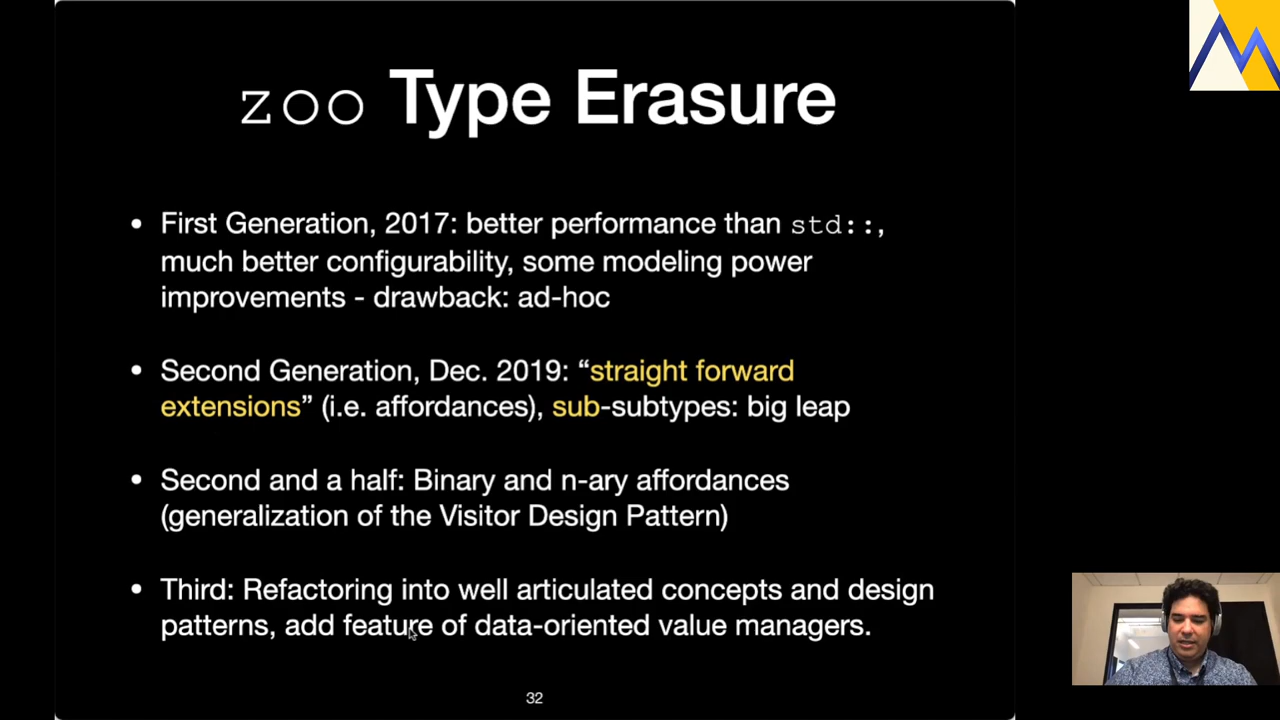 zoo Type Erasure
• First Generation, 2017: better performance than std::,
much better configurability, some modeling power
improvements - drawback: ad-hoc
• Second Generation, Dec. 2019: “straight forward
extensions” (i.e. affordances), sub-subtypes: big leap
• Second and a half: Binary and n-ary affordances
(generalization of the Visitor Design Pattern)
• Third: Refactoring into well articulated concepts and design
patterns, add feature of data-oriented value managers.
32